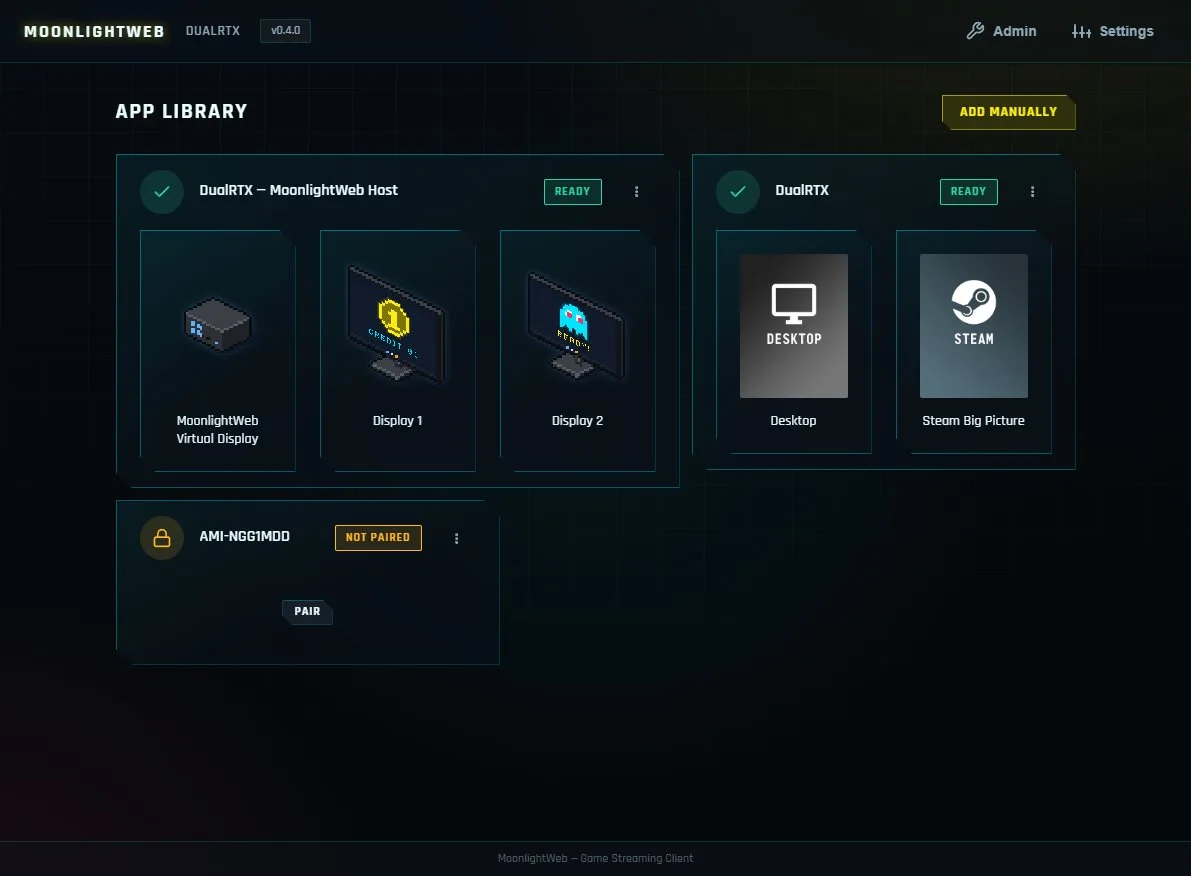 MOONLIGHTWEB
DUALRTX
v0.4.0
Admin
Settings
APP LIBRARY
ADD MANUALLY
DualRTX — MoonlightWeb Host
READY
1
MoonlightWeb
Virtual Display
Display 1
READY!
Display 2
DualRTX
READY
DESKTOP
Desktop
STEAM
Steam Big Picture
AMI-NGG1MDD
NOT PAIRED
PAIR
MoonlightWeb — Game Streaming Client